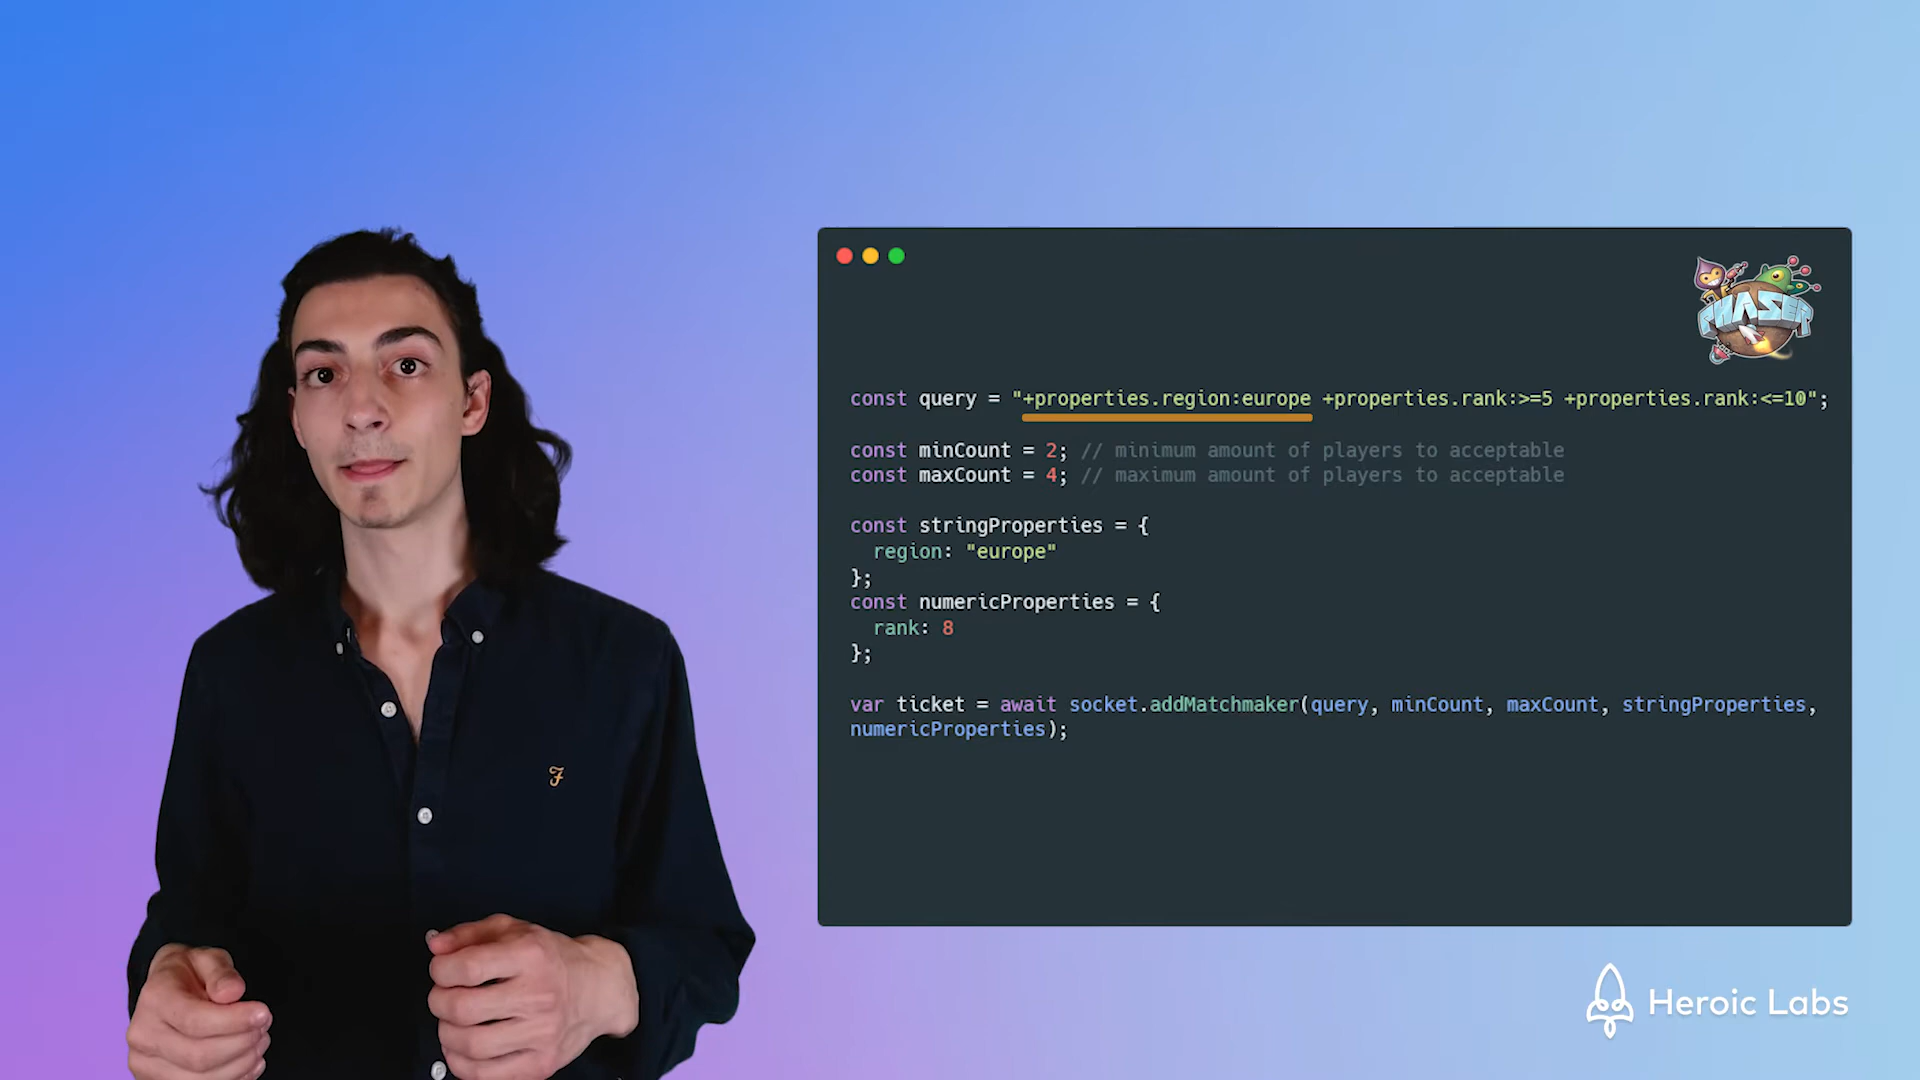 PHASER
const query = "+properties.region:europe +properties.rank:>=5 +properties.rank:<=10";
const minCount = 2; // minimum amount of players to acceptable
const maxCount = 4; // maximum amount of players to acceptable
const stringProperties = {
region: "europe"
};
const numericProperties = {
rank: 8
};
var ticket = await socket.addMatchmaker(query, minCount, maxCount, stringProperties,
numericProperties);
F
Heroic Labs